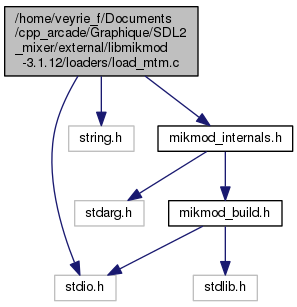 /home/veyrie_f/Documents
/cpp_arcade/Graphique/SDL2
_mixer/external/libmikmod
-3.1.12/loaders/load_mtm.c
string.h
mikmod_internals.h
stdarg.h
mikmod_build.h
stdio.h
stdlib.h